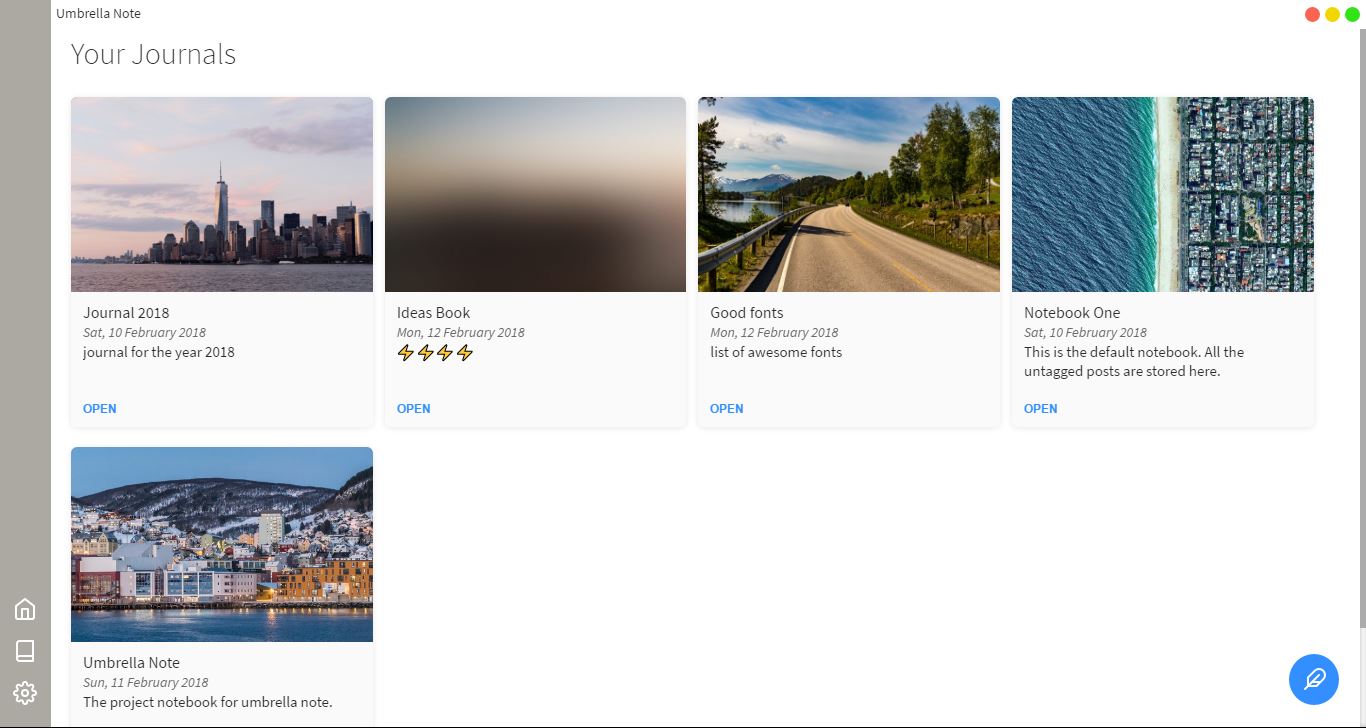 Umbrella Note
Your Journals
Journal 2018
Sat, 10 February 2018
journal for the year 2018
OPEN
Ideas Book
Mon, 12 February 2018
⚡⚡⚡⚡
OPEN
Good fonts
Mon, 12 February 2018
list of awesome fonts
OPEN
Notebook One
Sat, 10 February 2018
This is the default notebook. All the
untagged posts are stored here.
OPEN
Umbrella Note
Sun, 11 February 2018
The project notebook for umbrella note.